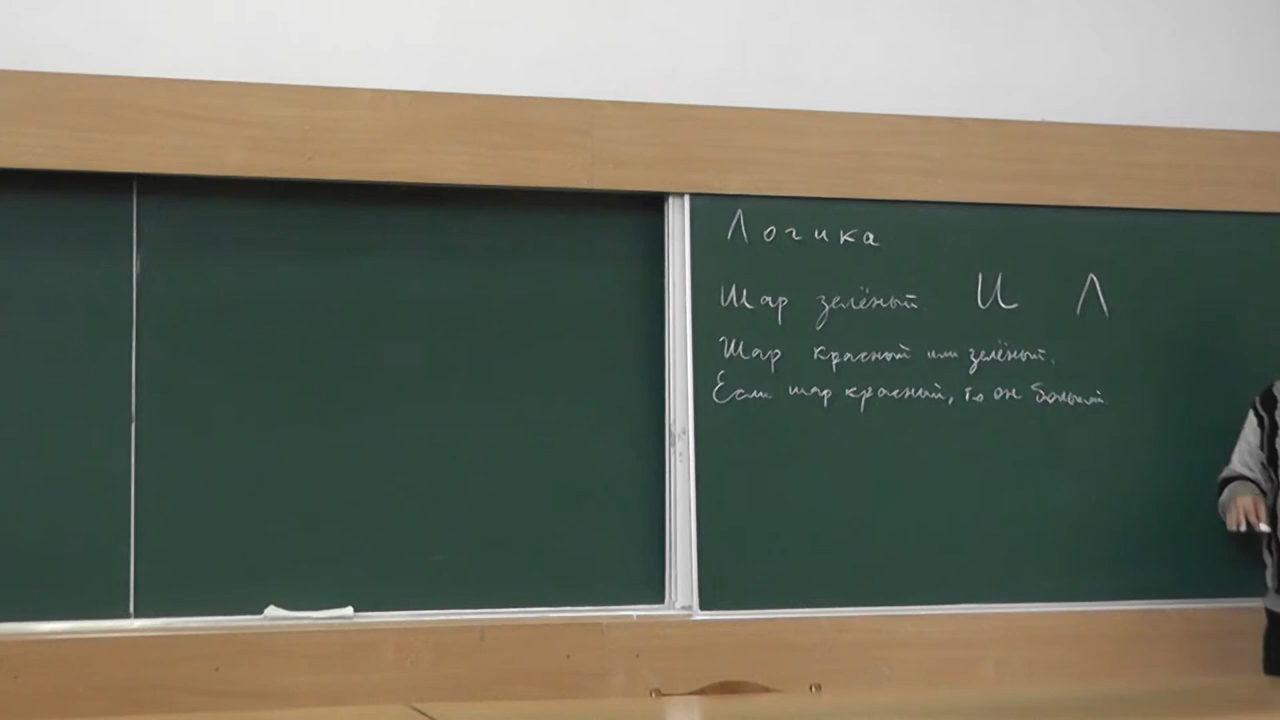 Логика
Шар зелёный. И Л
Шар красный или зелёный.
Если шар красный, то он большой.